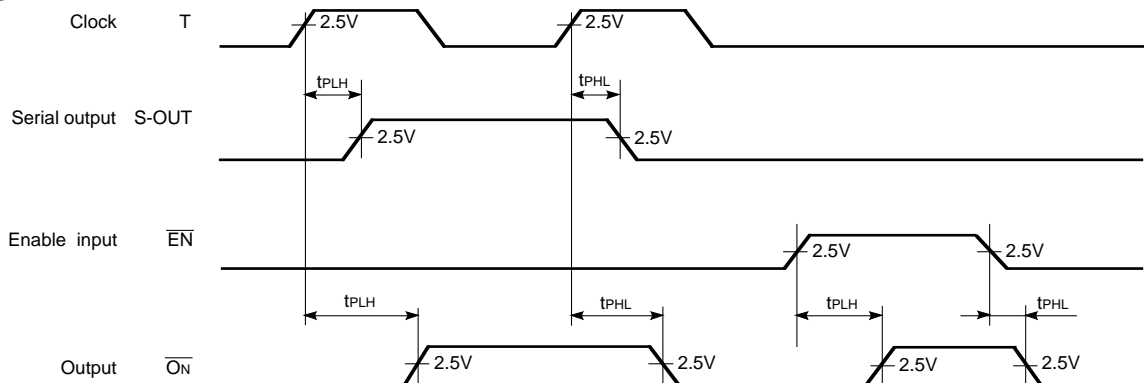 Clock T 2.5V 2.5V
tPLH tPHL
Serial output S-OUT 2.5V 2.5V
Enable input EN 2.5V 2.5V
tPLH tPHL tPLH tPHL
Output ON 2.5V 2.5V 2.5V 2.5V